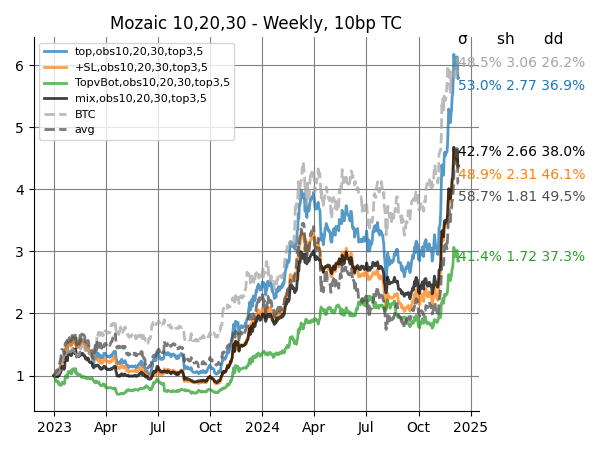 Mozaic 10,20,30 - Weekly, 10bp TC
σ sh dd
top,obs10,20,30,top3,5
+SL,obs10,20,30,top3,5
TopvBot,obs10,20,30,top3,5
mix,obs10,20,30,top3,5
BTC
avg
48.5% 3.06 26.2%
53.0% 2.77 36.9%
42.7% 2.66 38.0%
48.9% 2.31 46.1%
58.7% 1.81 49.5%
41.4% 1.72 37.3%
6
5
4
3
2
1
2023 Apr Jul Oct 2024 Apr Jul Oct 2025